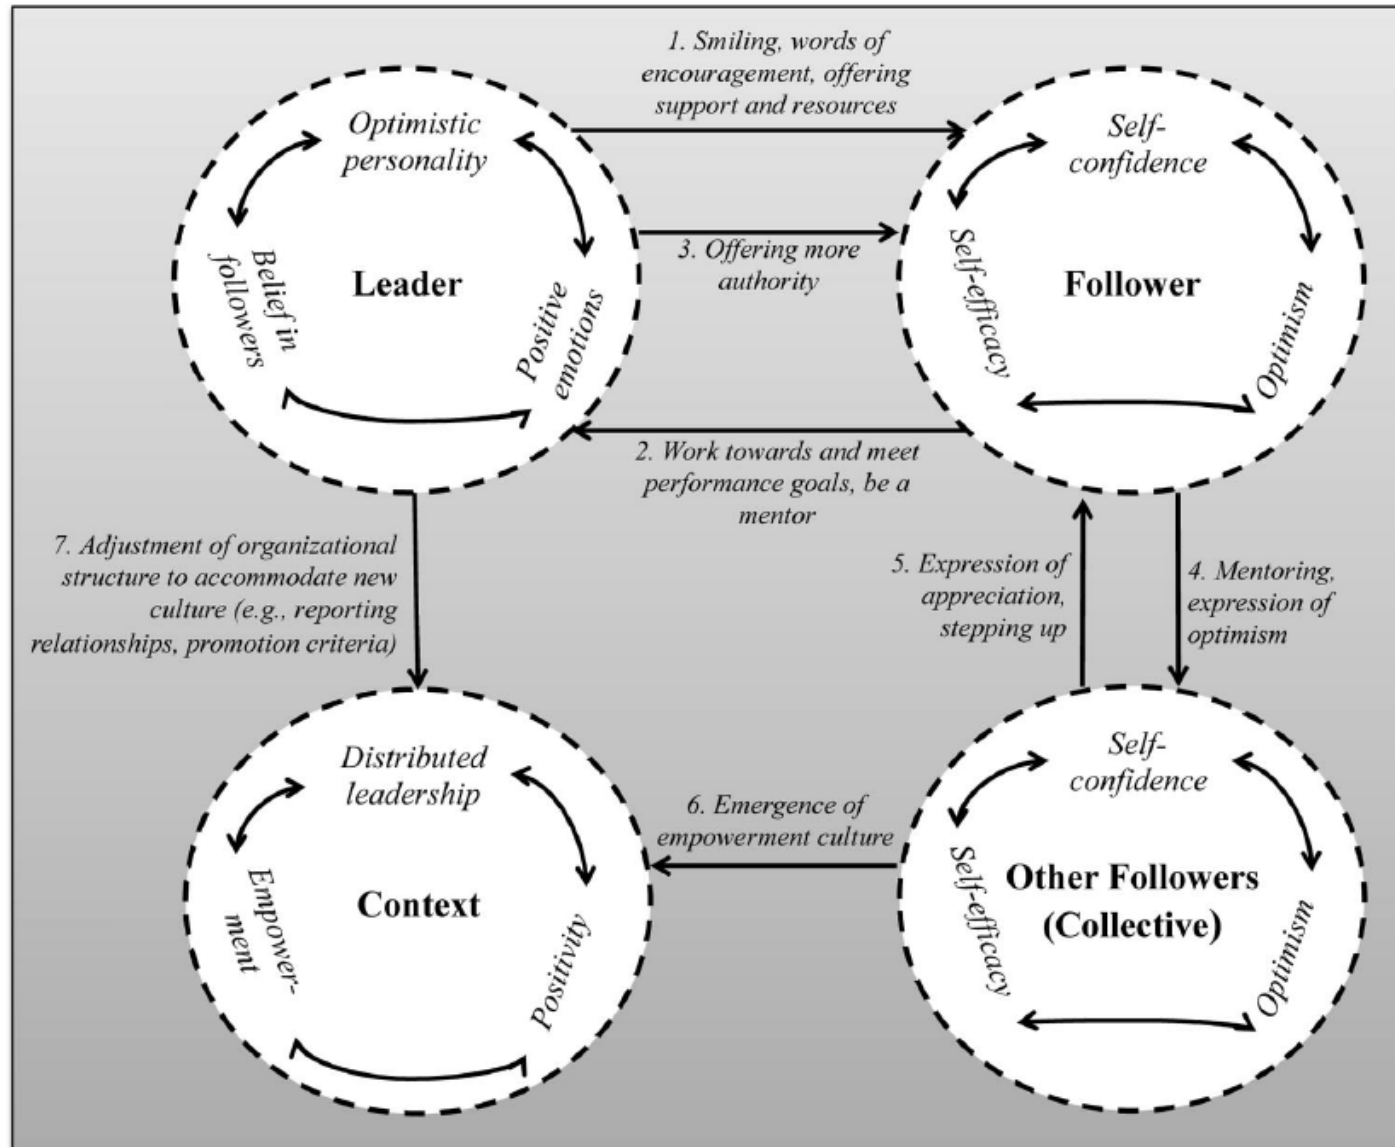 1. Smiling, words of
encouragement, offering
support and resources
Optimistic
personality
Belief in
followers
Leader
Positive
emotions
3. Offering more
authority
Self-
confidence
Self-efficacy
Follower
Optimism
2. Work towards and meet
performance goals, be a
mentor
7. Adjustment of organizational
structure to accommodate new
culture (e.g., reporting
relationships, promotion criteria)
5. Expression of
appreciation,
stepping up
4. Mentoring,
expression of
optimism
Distributed
leadership
Empower-
ment
Context
Positivity
6. Emergence of
empowerment culture
Self-
confidence
Self-efficacy
Other Followers
(Collective)
Optimism